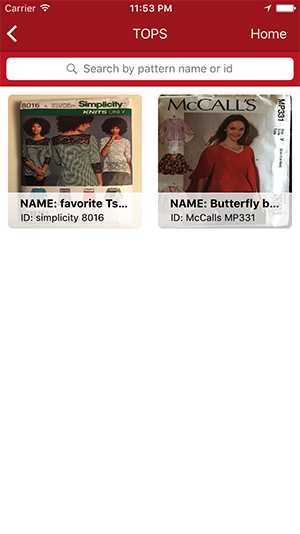 Carrier 11:53 PM
TOPS Home
Search by pattern name or id
8016 A Simplicity
KNITS ONLY
McCALL'S
MP331
NAME: favorite Ts...
ID: simplicity 8016
NAME: Butterfly b...
ID: McCalls MP331